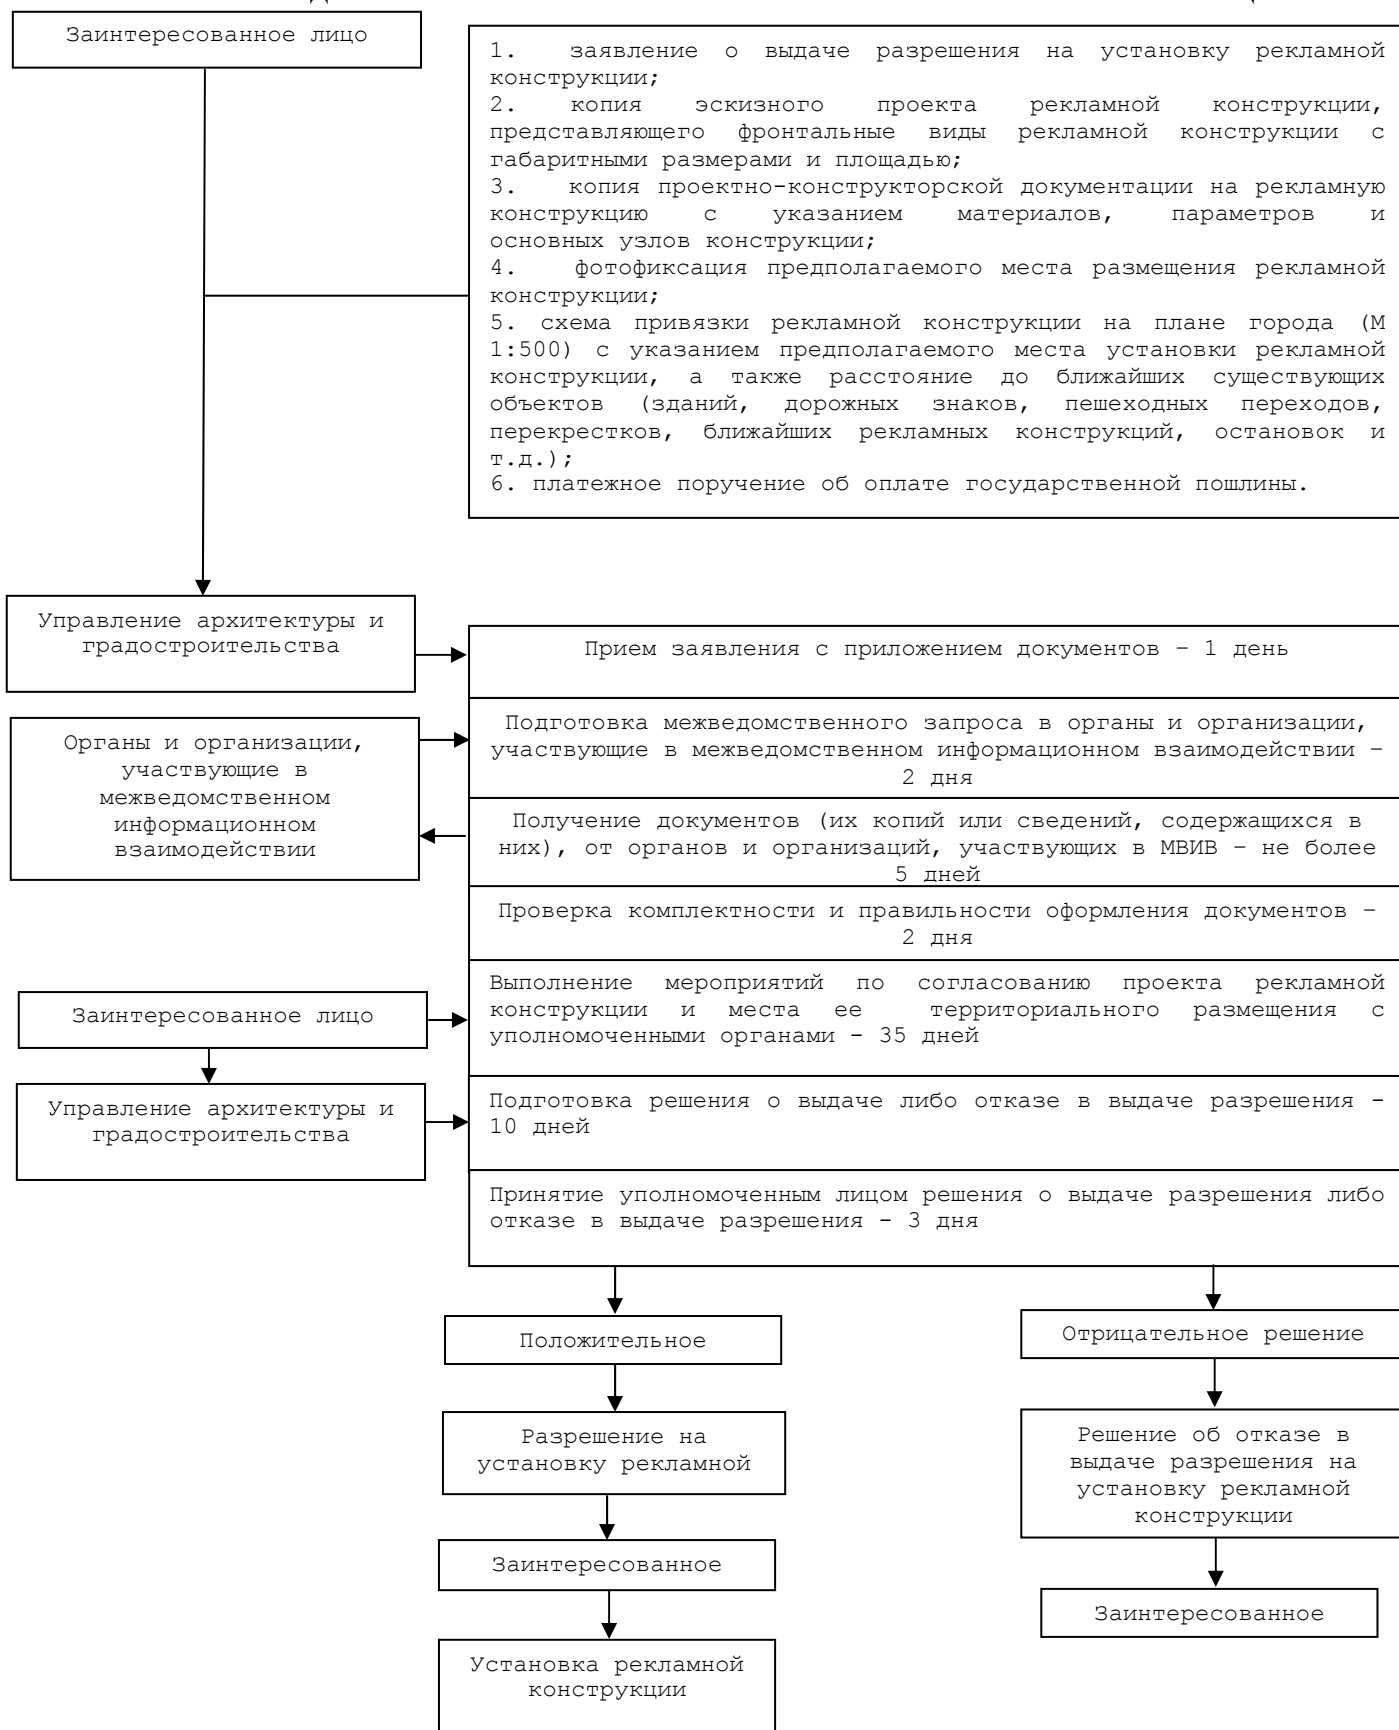 Заинтересованное лицо
1. заявление о выдаче разрешения на установку рекламной
конструкции;
2. копия эскизного проекта рекламной конструкции,
представляющего фронтальные виды рекламной конструкции с
габаритными размерами и площадью;
3. копия проектно-конструкторской документации на рекламную
конструкцию с указанием материалов, параметров и
основных узлов конструкции;
4. фотофиксация предполагаемого места размещения рекламной
конструкции;
5. схема привязки рекламной конструкции на плане города (М
1:500) с указанием предполагаемого места установки рекламной
конструкции, а также расстояние до ближайших существующих
объектов (зданий, дорожных знаков, пешеходных переходов,
перекрестков, ближайших рекламных конструкций, остановок и
т.д.);
6. платежное поручение об оплате государственной пошлины.
Управление архитектуры и
градостроительства
Прием заявления с приложением документов – 1 день
Органы и организации,
участвующие в
межведомственном
информационном
взаимодействии
Подготовка межведомственного запроса в органы и организации,
участвующие в межведомственном информационном взаимодействии –
2 дня
Получение документов (их копий или сведений, содержащихся в
них), от органов и организаций, участвующих в МВИВ – не более
5 дней
Проверка комплектности и правильности оформления документов –
2 дня
Заинтересованное лицо
Выполнение мероприятий по согласованию проекта рекламной
конструкции и места ее территориального размещения с
уполномоченными органами - 35 дней
Управление архитектуры и
градостроительства
Подготовка решения о выдаче либо отказе в выдаче разрешения -
10 дней
Принятие уполномоченным лицом решения о выдаче разрешения либо
отказе в выдаче разрешения - 3 дня
Положительное
Отрицательное решение
Разрешение на
установку рекламной
Решение об отказе в
выдаче разрешения на
установку рекламной
конструкции
Заинтересованное
Заинтересованное
Установка рекламной
конструкции